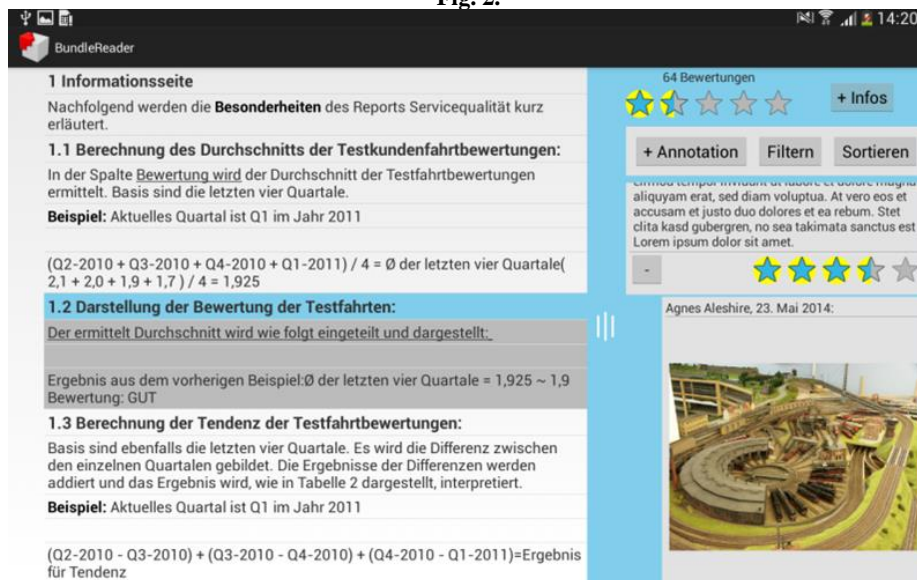 Fig. 2.
14:20
BundleReader
1 Informationsseite
Nachfolgend werden die Besonderheiten des Reports Servicequalität kurz
erläutert.
1.1 Berechnung des Durchschnitts der Testkundenfahrtbewertungen:
In der Spalte Bewertung wird der Durchschnitt der Testfahrtbewertungen
ermittelt. Basis sind die letzten vier Quartale.
Beispiel: Aktuelles Quartal ist Q1 im Jahr 2011
(Q2-2010 + Q3-2010 + Q4-2010 + Q1-2011) / 4 = Ø der letzten vier Quartale(
2,1 + 2,0 + 1,9 + 1,7 ) / 4 = 1,925
1.2 Darstellung der Bewertung der Testfahrten:
Der ermittelt Durchschnitt wird wie folgt eingeteilt und dargestellt:
Ergebnis aus dem vorherigen Beispiel:Ø der letzten vier Quartale = 1,925 ~ 1,9
Bewertung: GUT
1.3 Berechnung der Tendenz der Testfahrtbewertungen:
Basis sind ebenfalls die letzten vier Quartale. Es wird die Differenz zwischen
den einzelnen Quartalen gebildet. Die Ergebnisse der Differenzen werden
addiert und das Ergebnis wird, wie in Tabelle 2 dargestellt, interpretiert.
Beispiel: Aktuelles Quartal ist Q1 im Jahr 2011
(Q2-2010 - Q3-2010) + (Q3-2010 - Q4-2010) + (Q4-2010 - Q1-2011)=Ergebnis
für Tendenz
64 Bewertungen
+ Infos
+ Annotation Filtern Sortieren
eirmod tempor invidunt ut labore et dolore magna
aliquyam erat, sed diam voluptua. At vero eos et
accusam et justo duo dolores et ea rebum. Stet
clita kasd gubergren, no sea takimata sanctus est
Lorem ipsum dolor sit amet.
-
Agnes Aleshire, 23. Mai 2014: